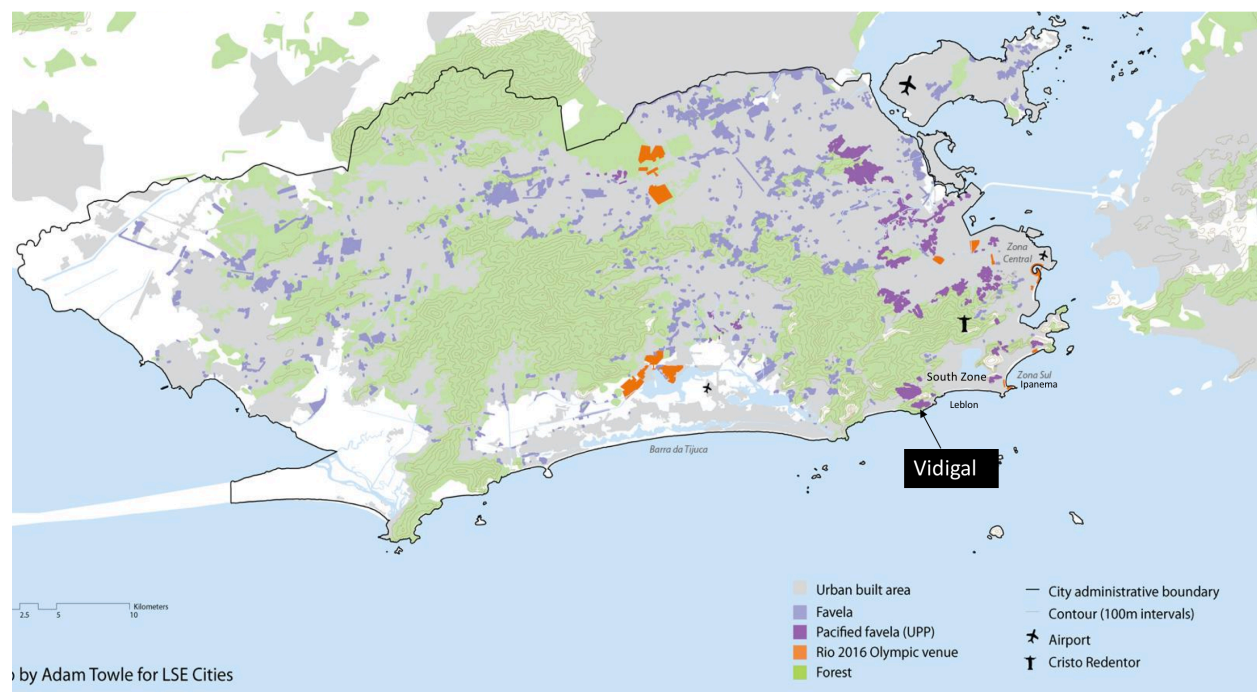 Zona
Central
South Zone
Zona Sul
Ipanema
Leblon
Barra da Tijuca
Vidigal
Urban built area
Favela
Pacified favela (UPP)
Rio 2016 Olympic venue
Forest
City administrative boundary
Contour (100m intervals)
Airport
Cristo Redentor
Kilometers
2.5 5 10
by Adam Towle for LSE Cities